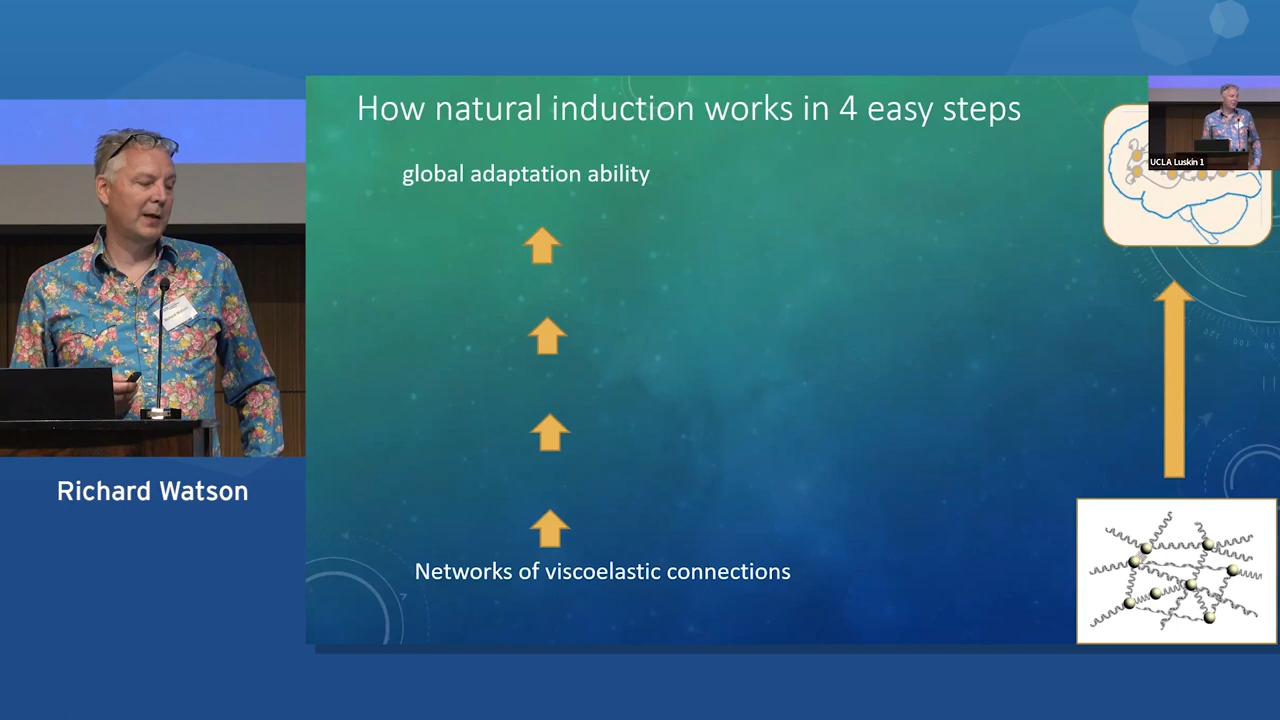 How natural induction works in 4 easy steps
UCLA Luskin 1
global adaptation ability
Networks of viscoelastic connections
Richard Watson